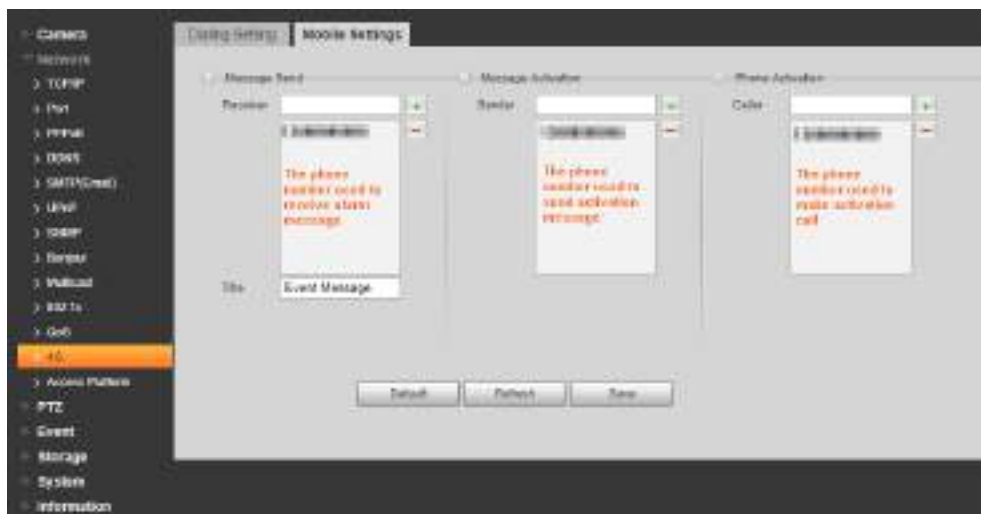 Camera
Network
TCP/IP
Port
PPPoE
DDNS
SMTP(Email)
UPnP
SNMP
Bonjour
Multicast
802.1x
QoS
4G
Access Platform
PTZ
Event
Storage
System
Information
Dialing Setting
Mobile Settings
Message Send
Receiver
The phone
number used to
receive alarm
message
Title
Event Message
Message Activation
Sender
The phone
number used to
send activation
message
Phone Activation
Caller
The phone
number used to
make activation
call
Default
Refresh
Save